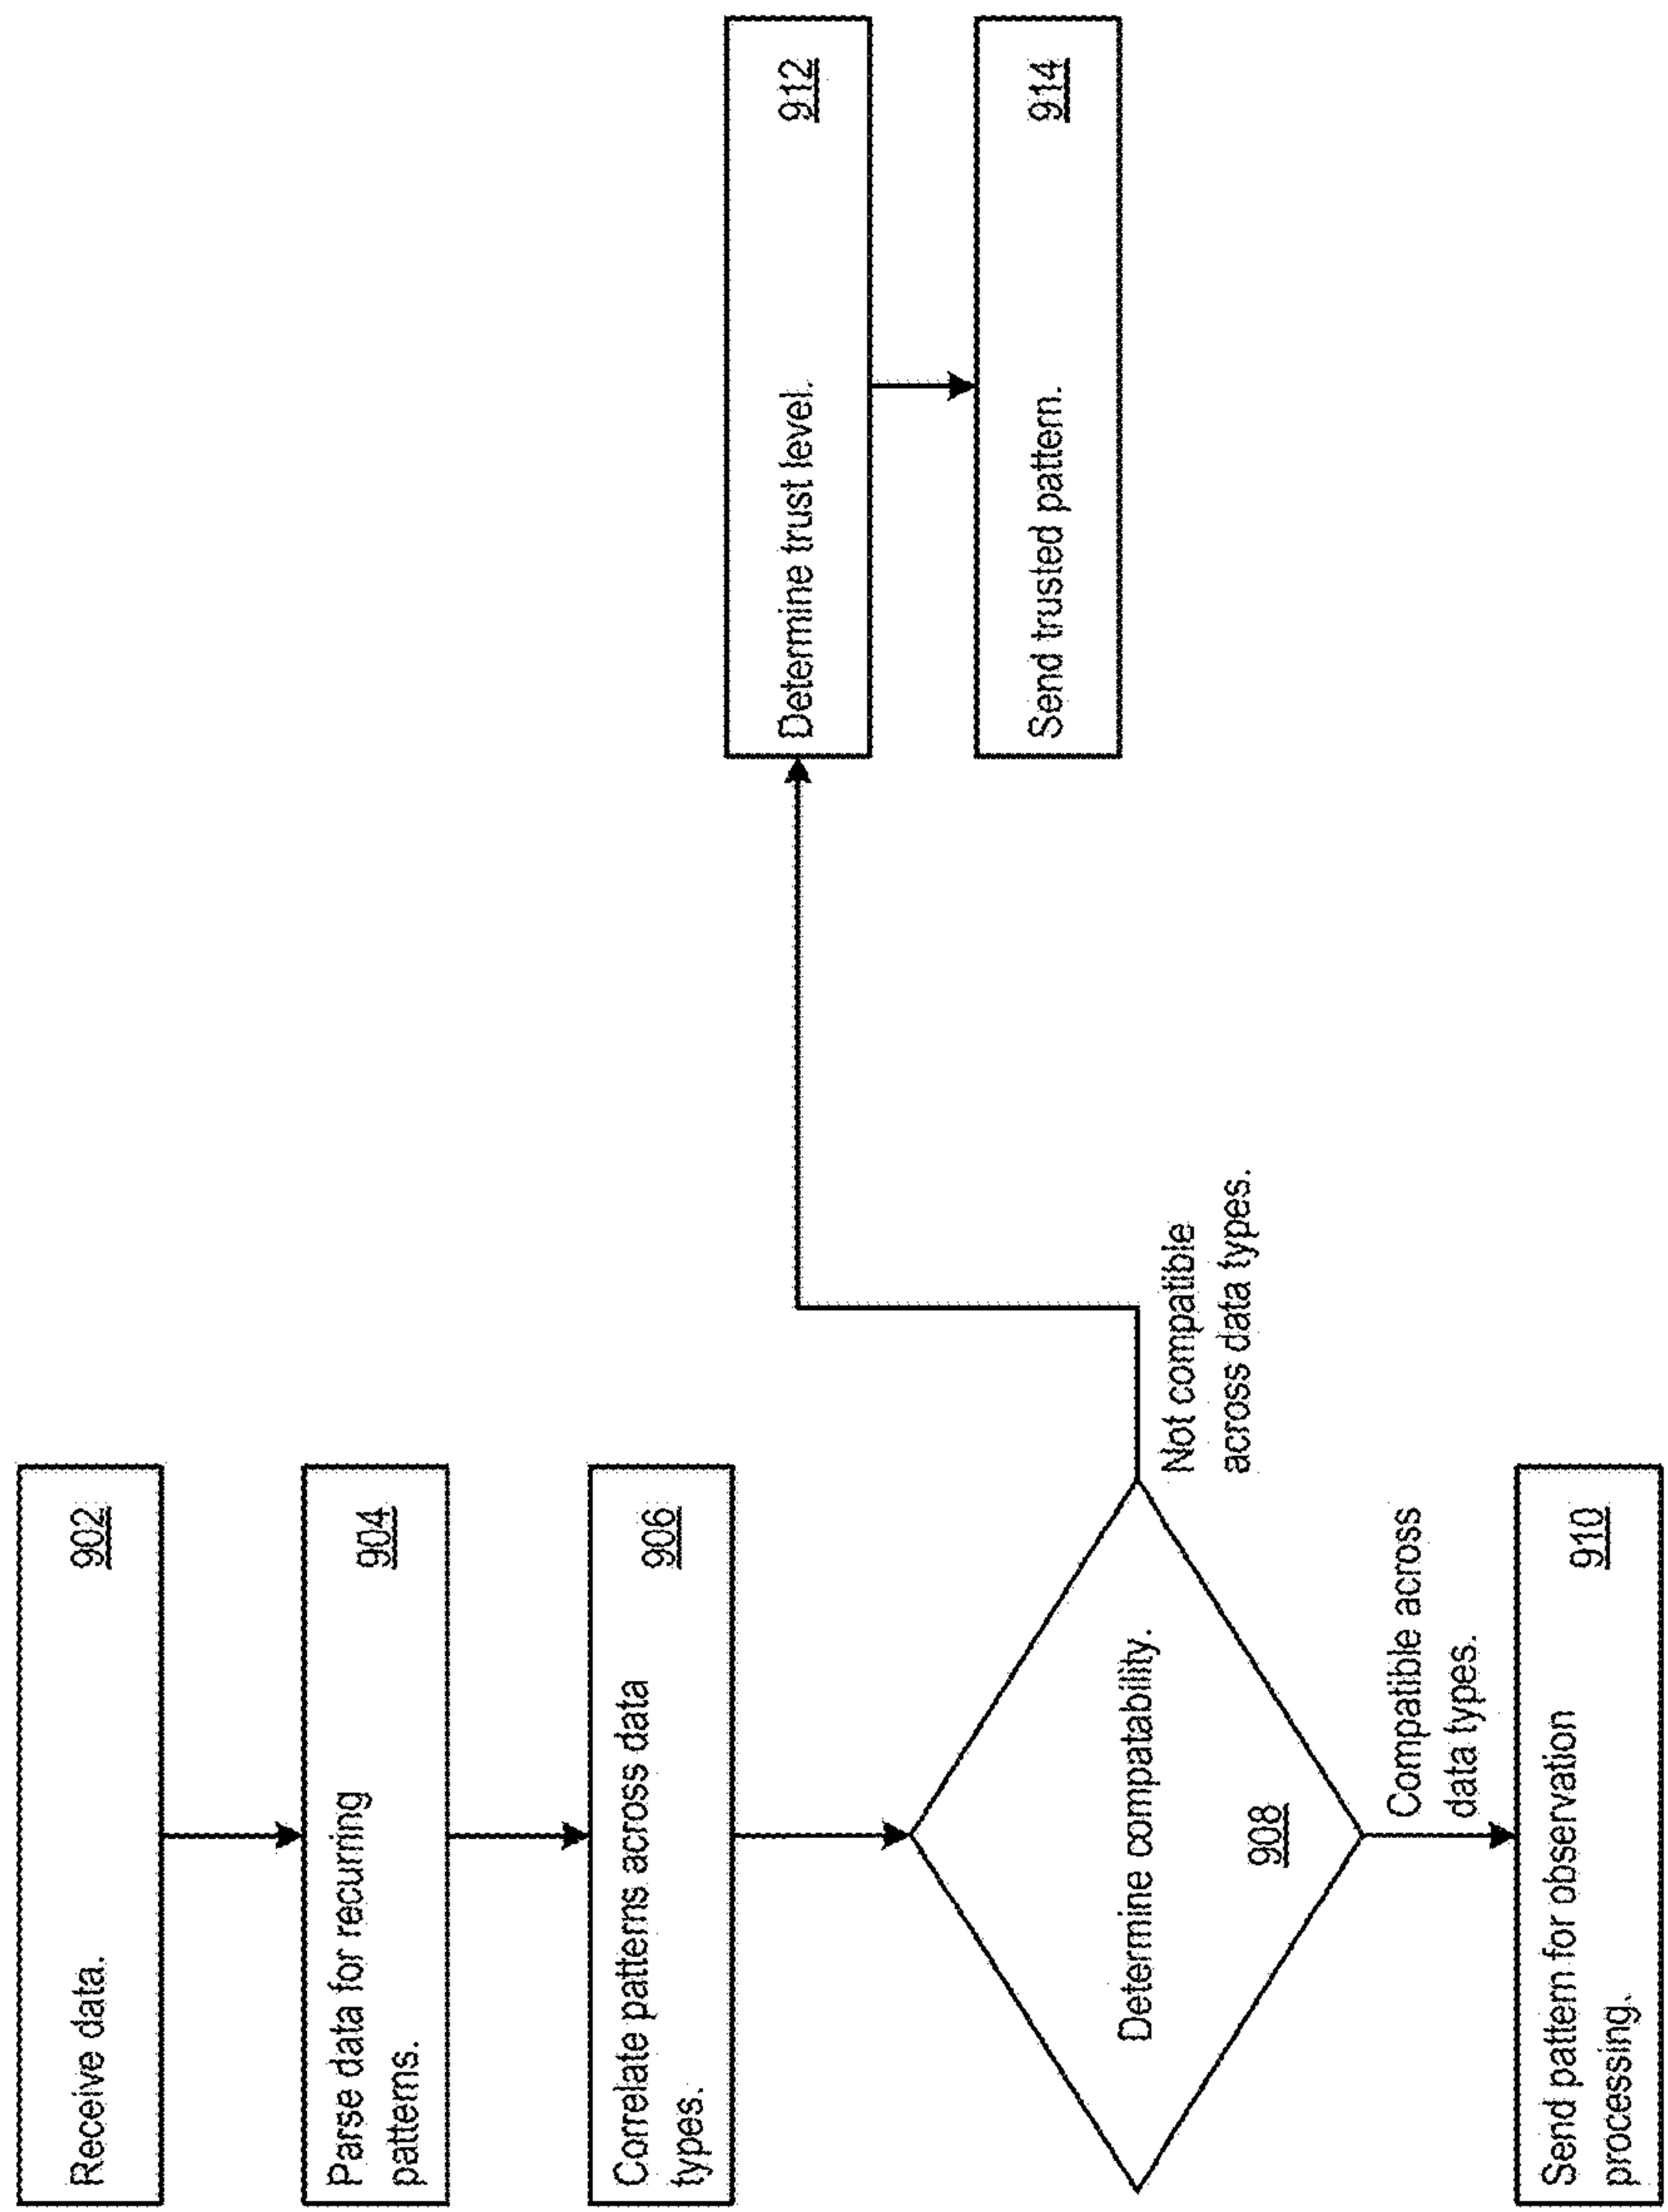 Receive data. 902
Parse data for recurring 904
patterns.
Correlate patterns across data 906
types.
Determine compatability.
908
Not compatible
across data types.
Compatible across
data types.
Send pattern for observation 910
processing.
Determine trust level. 912
Send trusted pattern. 914